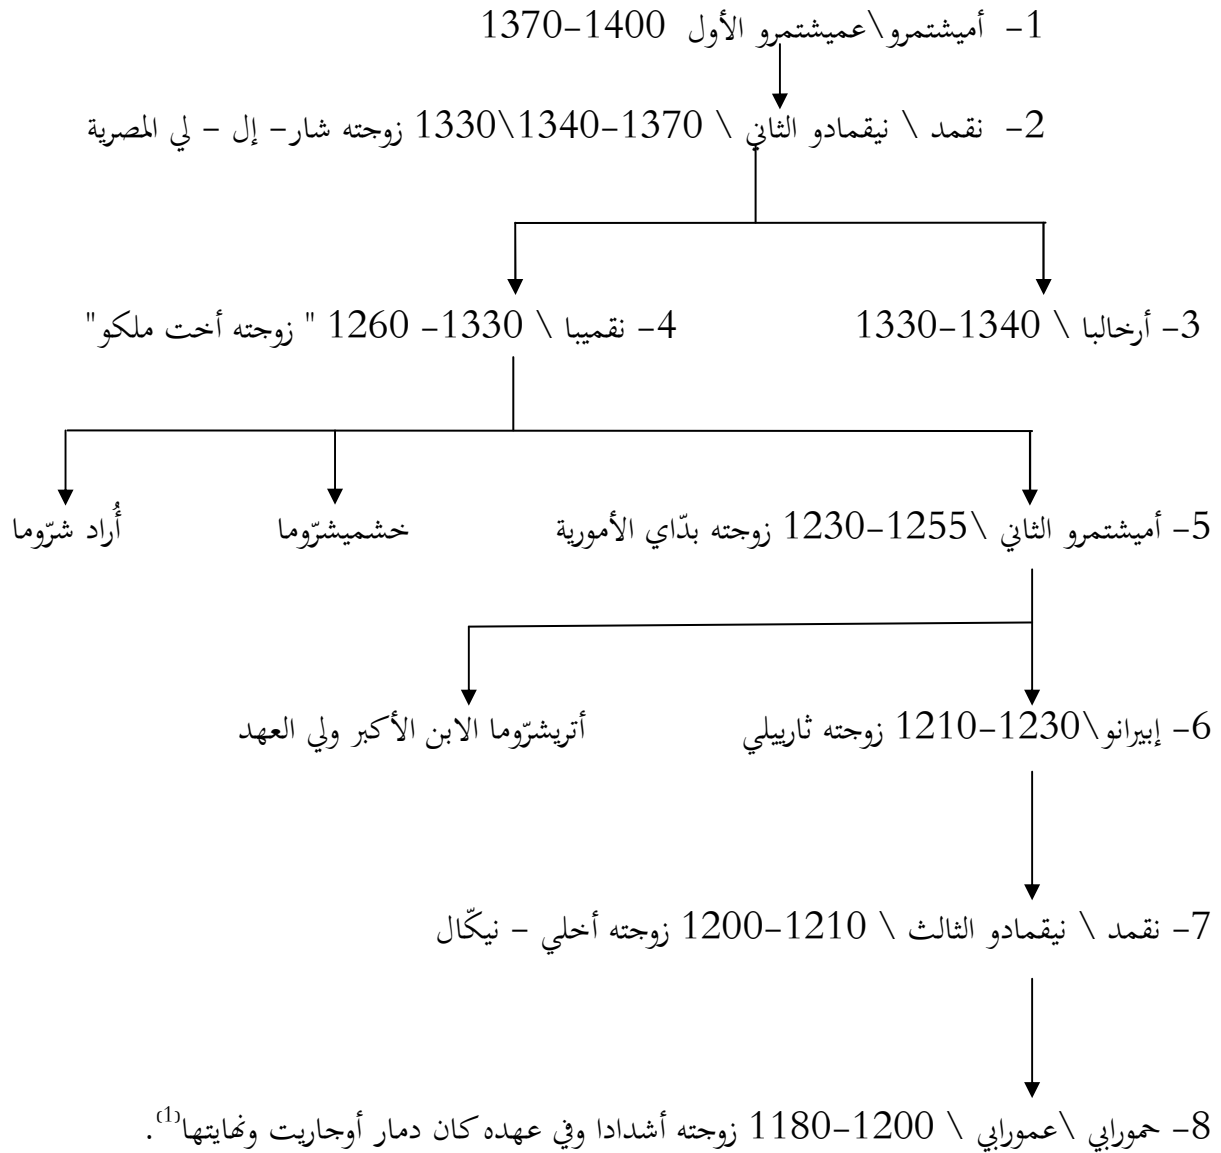 1- أميشتمرو\عميشتمرو الأول 1400-1370
2- نقمد \ نيقمادو الثاني \ 1370-1340\1330 زوجته شار- إل - لي المصرية
3- أرخالبا \ 1340-1330
4- نقميبا \ 1330- 1260 " زوجته أخت ملكو"
5- أميشتمرو الثاني \1255-1230 زوجته بدّاي الأمورية
خشميشرّوما
أُراد شرّوما
6- إبيرانو\1230-1210 زوجته ثارييلي
أتريشرّوما الابن الأكبر ولي العهد
7- نقمد \ نيقمادو الثالث \ 1210-1200 زوجته أخلي - نيكّال
8- حمورابي \عمورابي \ 1200-1180 زوجته أشدادا وفي عهده كان دمار أوجاريت ونهايتها(1).